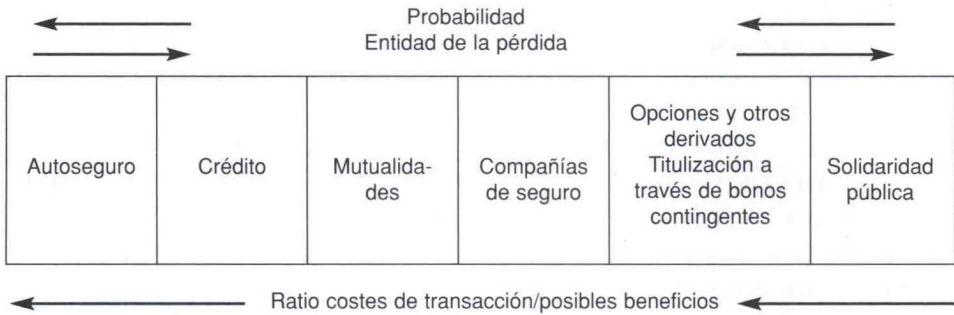 Probabilidad
Entidad de la pérdida
Autoseguro
Crédito
Mutualida-
des
Compañías
de seguro
Opciones y otros
derivados
Titulización a
través de bonos
contingentes
Solidaridad
pública
Ratio costes de transacción/posibles beneficios